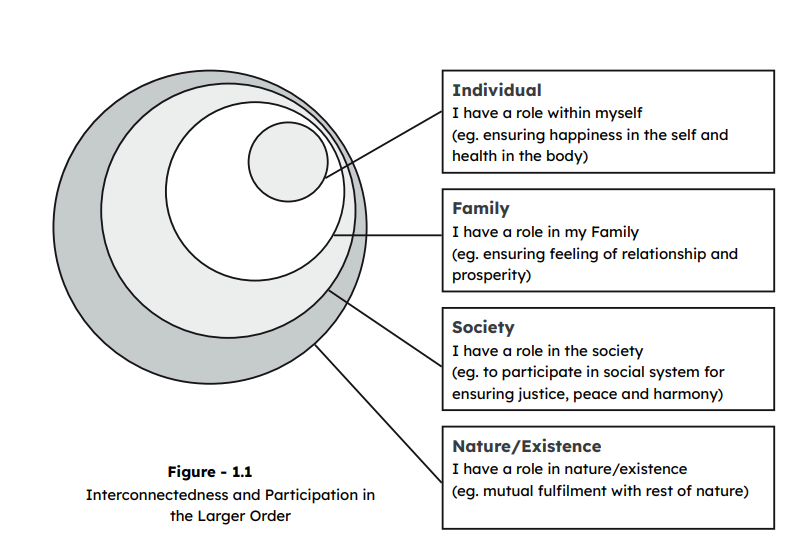 Individual
I have a role within myself
(eg. ensuring happiness in the self and
health in the body)
Family
I have a role in my Family
(eg. ensuring feeling of relationship and
prosperity)
Society
I have a role in the society
(eg. to participate in social system for
ensuring justice, peace and harmony)
Nature/Existence
I have a role in nature/existence
(eg. mutual fulfilment with rest of nature)
Figure - 1.1
Interconnectedness and Participation in
the Larger Order